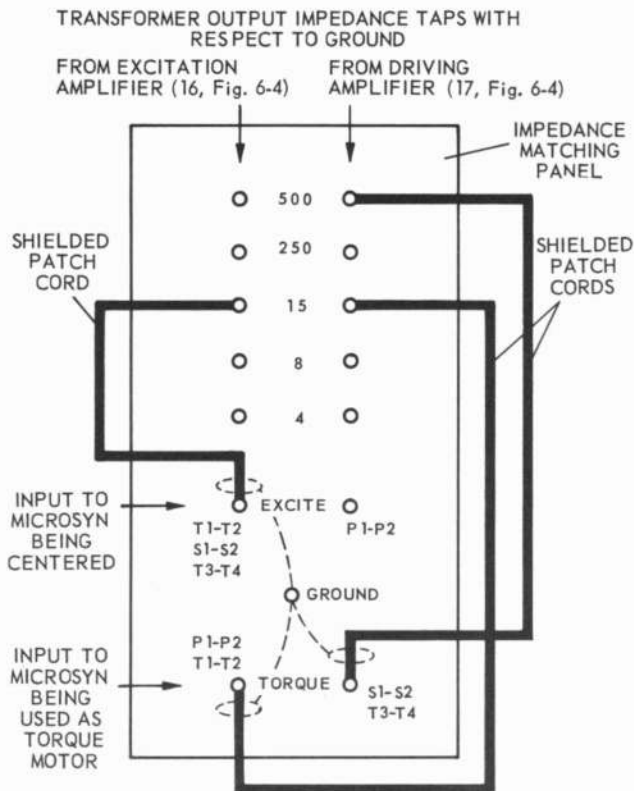 TRANSFORMER OUTPUT IMPEDANCE TAPS WITH
RESPECT TO GROUND
FROM EXCITATION
AMPLIFIER (16, Fig. 6-4)
FROM DRIVING
AMPLIFIER (17, Fig. 6-4)
IMPEDANCE
MATCHING
PANEL
500
250
15
8
4
SHIELDED
PATCH
CORD
SHIELDED
PATCH
CORDS
INPUT TO
MICROSYN
BEING
CENTERED
EXCITE
T1-T2
S1-S2
T3-T4
P1-P2
GROUND
INPUT TO
MICROSYN
BEING
USED AS
TORQUE
MOTOR
P1-P2
T1-T2
TORQUE
S1-S2
T3-T4